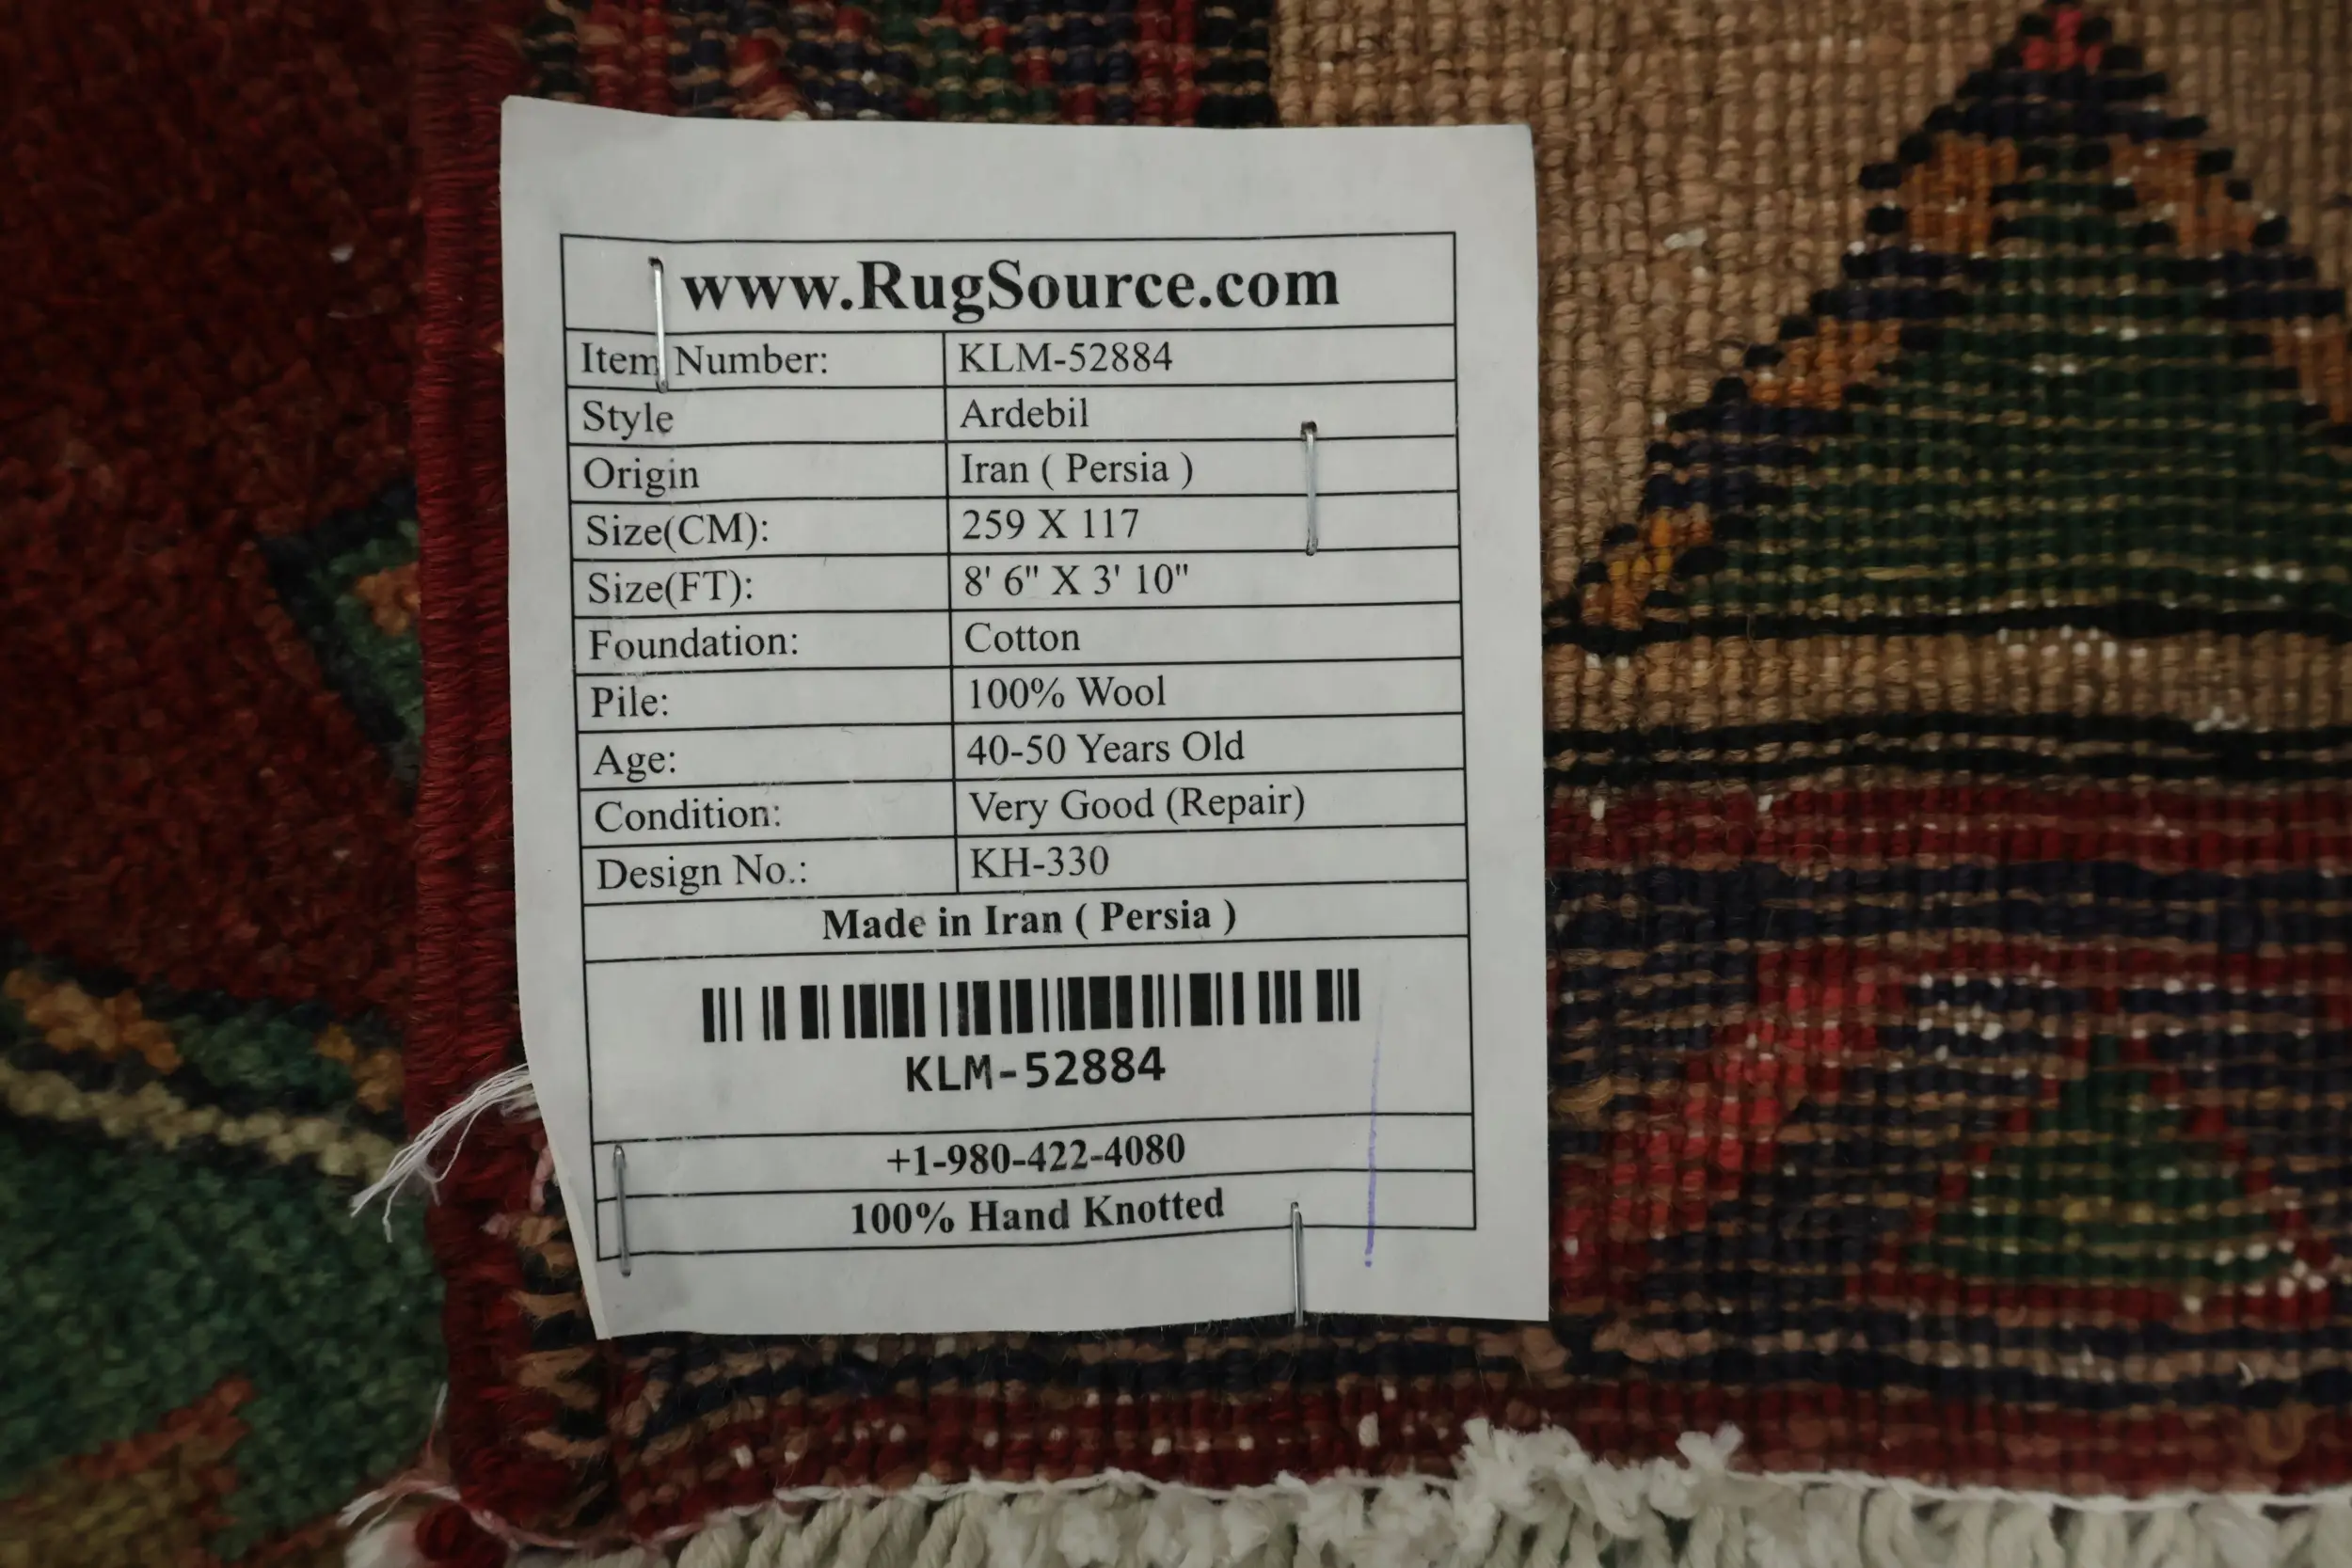 www.RugSource.com
Item Number: KLM-52884
Style Ardebil
Origin Iran ( Persia )
Size(CM): 259 X 117
Size(FT): 8' 6" X 3' 10"
Foundation: Cotton
Pile: 100% Wool
Age: 40-50 Years Old
Condition: Very Good (Repair)
Design No.: KH-330
Made in Iran ( Persia )
KLM-52884
+1-980-422-4080
100% Hand Knotted